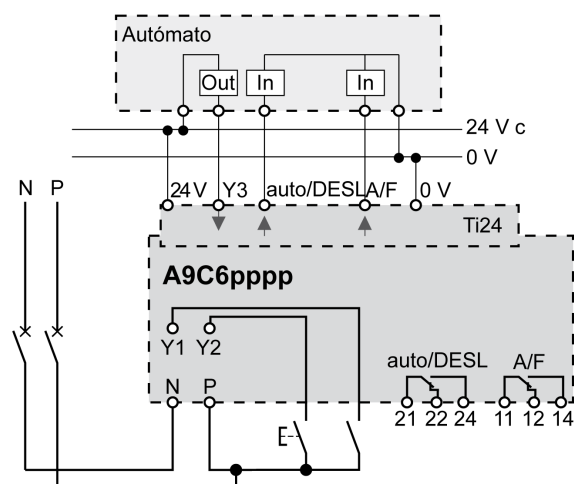 Autómato
Out In In
24 V c
0 V
N P
24 V Y3 auto/DESL A/F 0 V
Ti24
A9C6pppp
Y1 Y2
auto/DESL A/F
N P
21 22 24 11 12 14
E